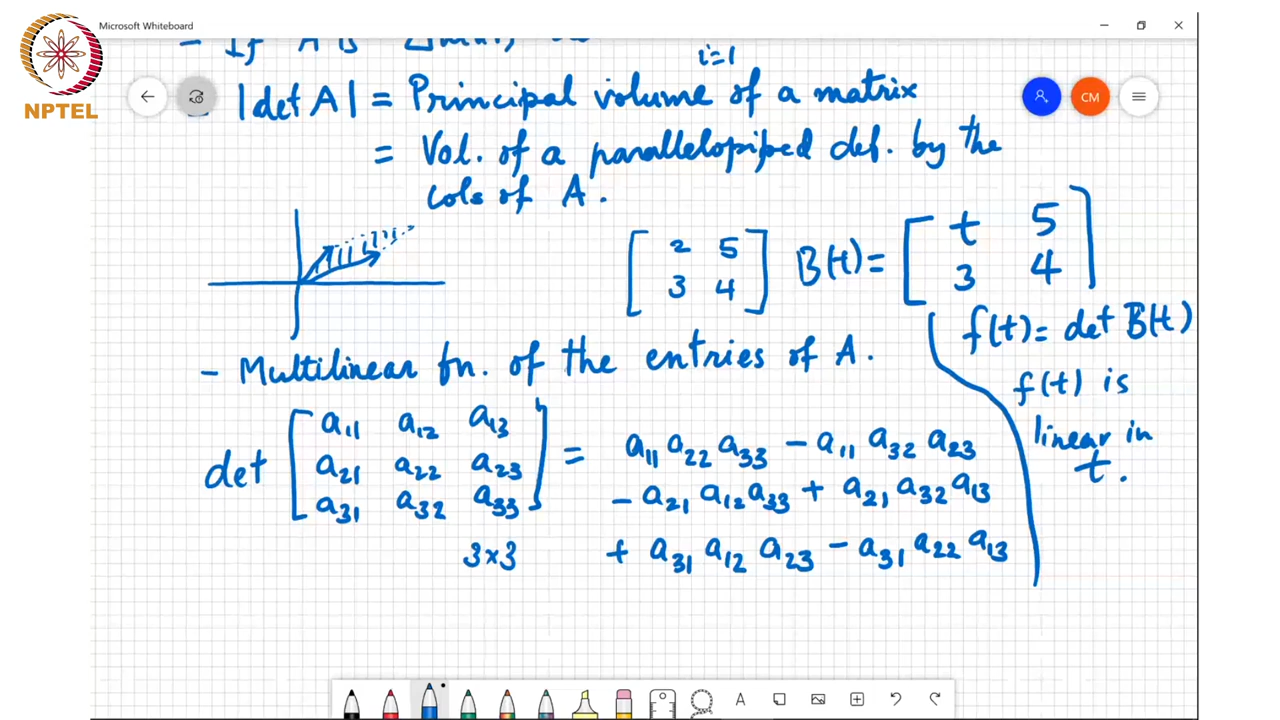 Microsoft Whiteboard
NPTEL
CM
- If A is
i=1
|det A| = Principal volume of a matrix
= Vol. of a parallelopiped def. by the
cols of A.
[ 2 5
3 4 ]
B(t) = [ t 5
3 4 ]
f(t) = det B(t)
f(t) is
linear in
t.
- Multilinear fn. of the entries of A.
det [ a11 a12 a13
a21 a22 a23
a31 a32 a33 ]
3×3
= a11 a22 a33 - a11 a32 a23
- a21 a12 a33 + a21 a32 a13
+ a31 a12 a23 - a31 a22 a13
A